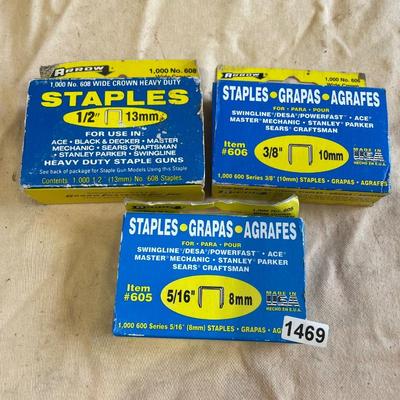 ARROW
1,000 No. 608
1,000 No. 608 WIDE CROWN HEAVY DUTY
STAPLES
1/2" 13mm
FOR USE IN:
ACE • BLACK & DECKER • MASTER
MECHANIC • SEARS CRAFTSMAN
• STANLEY PARKER • SWINGLINE
HEAVY DUTY STAPLE GUNS
See back of package for Staple Gun Models Using this Staple
Contents 1,000 1/2" (13mm) No. 608 Staples
ARROW
1,000 No. 606
STAPLES • GRAPAS • AGRAFES
FOR • PARA • POUR
SWINGLINE®/DESA®/POWERFAST® • ACE®
MASTER MECHANIC • STANLEY PARKER
SEARS CRAFTSMAN
Item
#606
3/8" 10mm
MADE IN
USA
HECHO EN E.U.A.
1,000 600 Series 3/8" (10mm) STAPLES • GRAPAS • AGRAFES
STAPLES • GRAPAS • AGRAFES
FOR • PARA • POUR
SWINGLINE®/DESA®/POWERFAST® • ACE®
MASTER MECHANIC • STANLEY PARKER
SEARS CRAFTSMAN
Item
#605
5/16" 8mm
MADE IN
USA
HECHO EN E.U.A.
1,000 600 Series 5/16" (8mm) STAPLES • GRAPAS •
1469